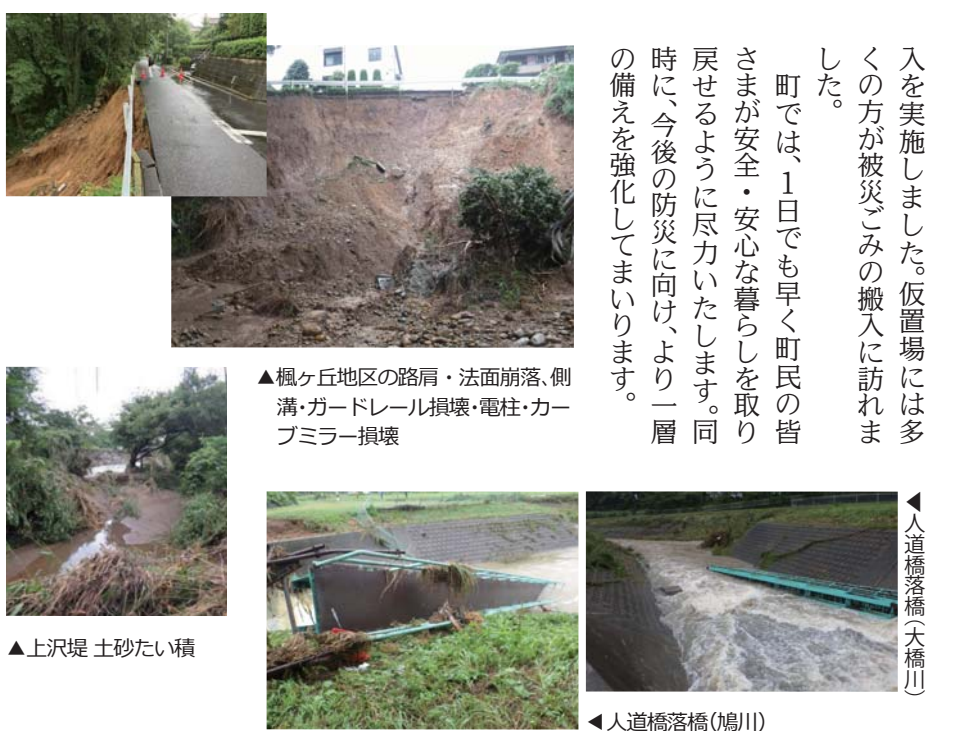 入を実施しました。仮置場には多
くの方が被災ごみの搬入に訪れま
した。
町では、1日でも早く町民の皆
さまが安全・安心な暮らしを取り
戻せるように尽力いたします。同
時に、今後の防災に向け、より一層
の備えを強化してまいります。
▲楓ヶ丘地区の路肩・法面崩落、側
溝・ガードレール損壊・電柱・カー
ブミラー損壊
▲上沢堤 土砂たい積
◀人道橋落橋(大橋川)
◀人道橋落橋(鳩川)